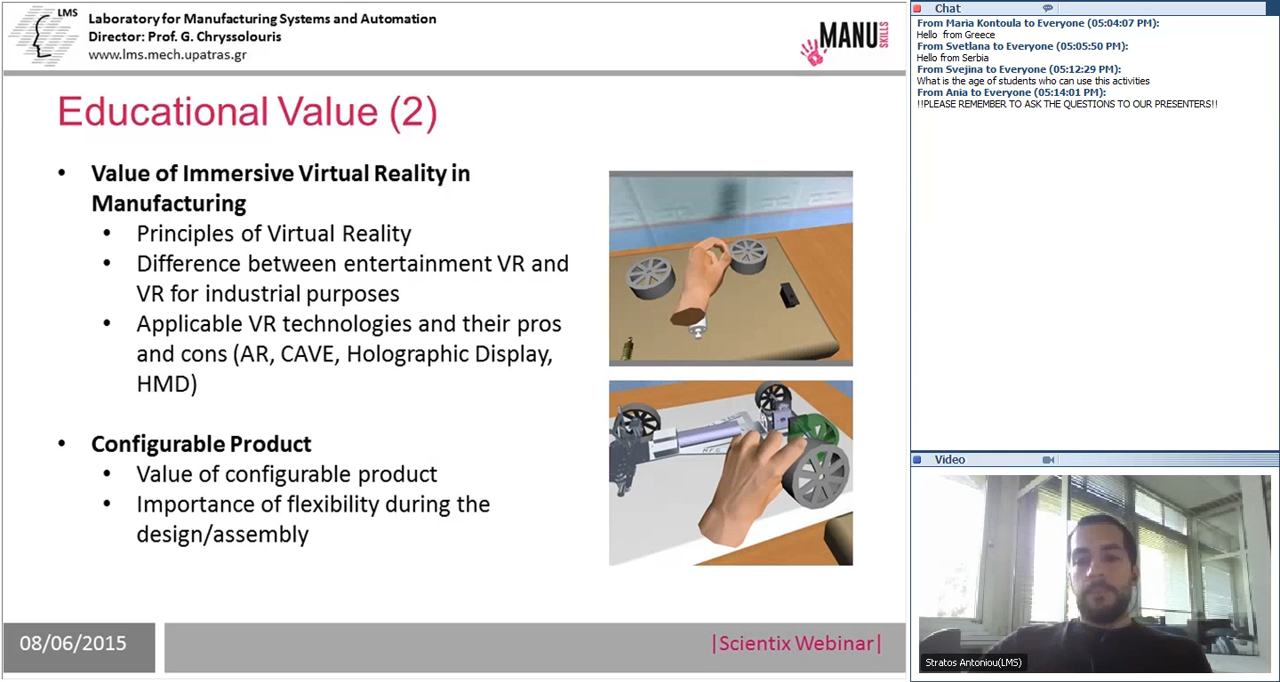 LMS
Laboratory for Manufacturing Systems and Automation
Director: Prof. G. Chryssolouris
www.lms.mech.upatras.gr
MANU
SKILLS
Educational Value (2)
• Value of Immersive Virtual Reality in
Manufacturing
• Principles of Virtual Reality
• Difference between entertainment VR and
VR for industrial purposes
• Applicable VR technologies and their pros
and cons (AR, CAVE, Holographic Display,
HMD)
• Configurable Product
• Value of configurable product
• Importance of flexibility during the
design/assembly
08/06/2015
|Scientix Webinar|
Chat
From Maria Kontoula to Everyone (05:04:07 PM):
Hello from Greece
From Svetlana to Everyone (05:05:50 PM):
Hello from Serbia
From Svejina to Everyone (05:12:29 PM):
What is the age of students who can use this activities
From Ania to Everyone (05:14:01 PM):
!!PLEASE REMEMBER TO ASK THE QUESTIONS TO OUR PRESENTERS!!
Video
Stratos Antoniou(LMS)